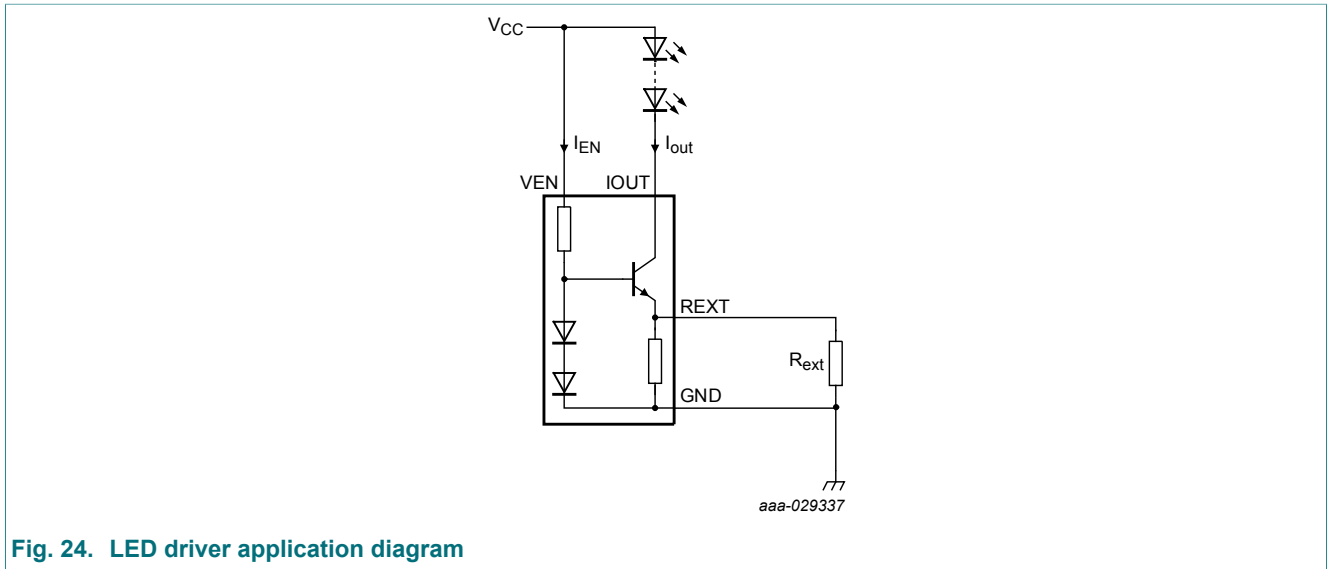 VCC
IEN
Iout
VEN
IOUT
REXT
Rext
GND
aaa-029337
Fig. 24. LED driver application diagram